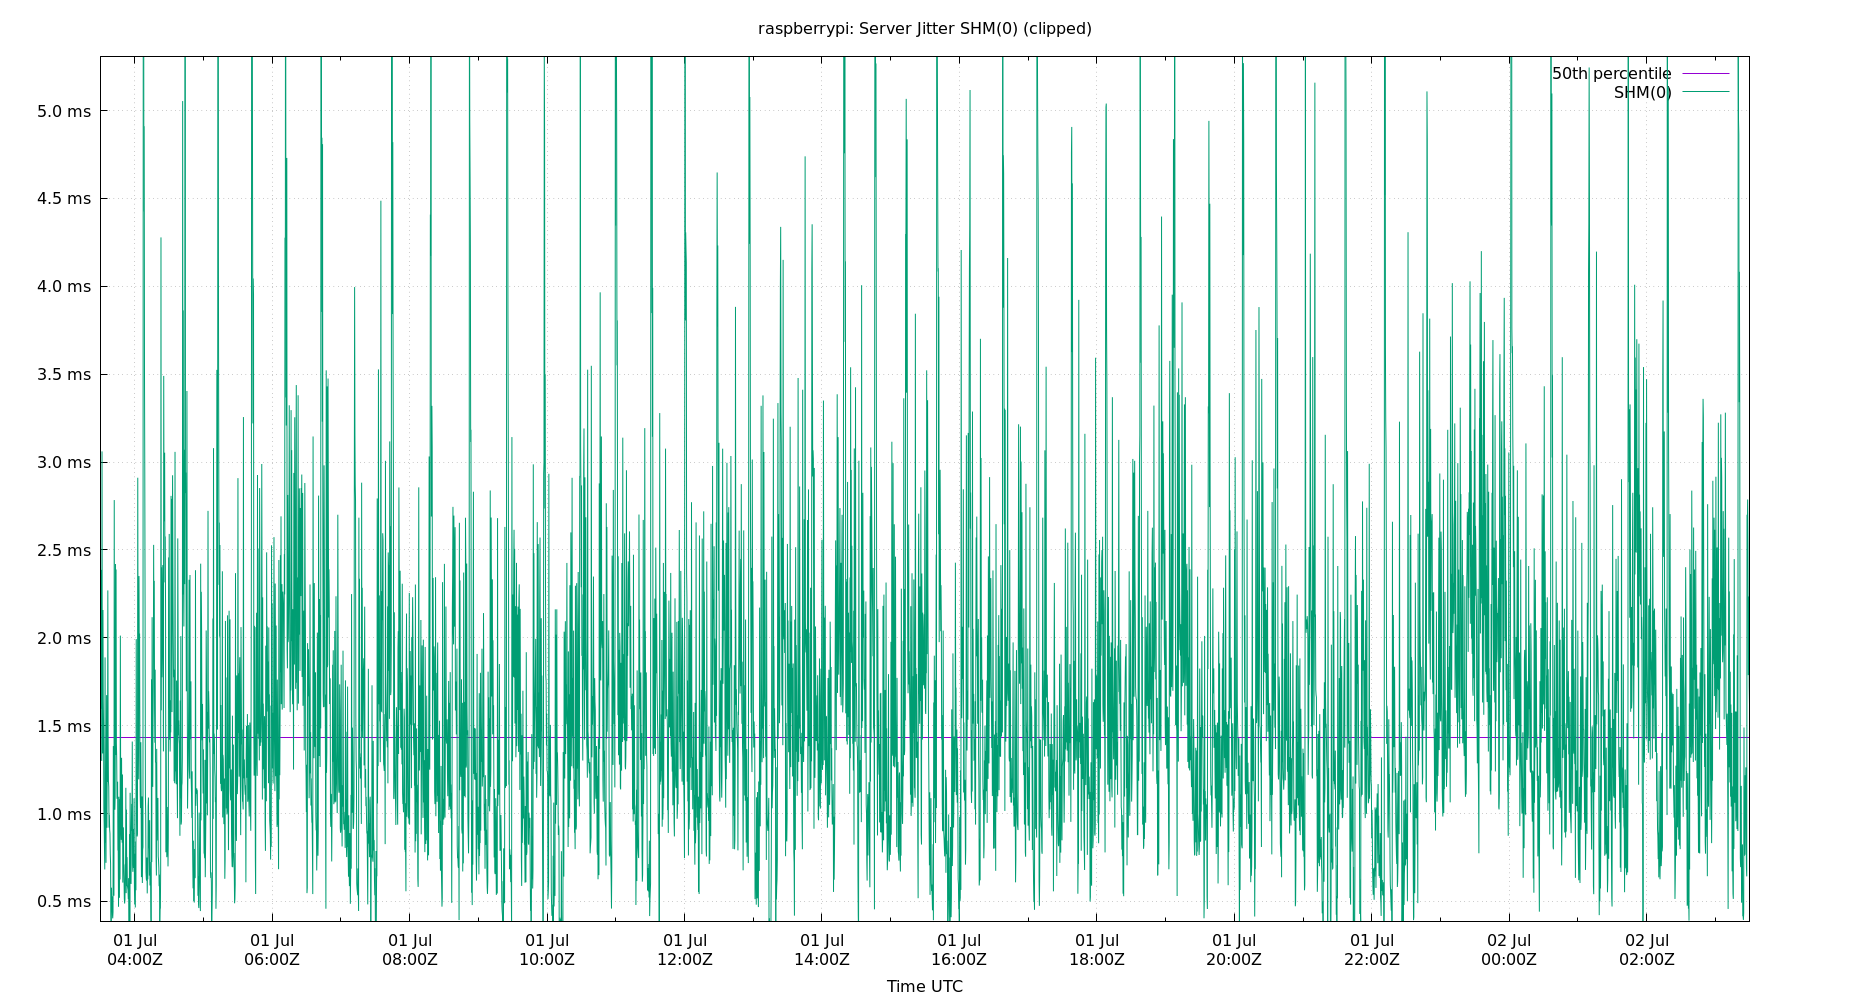 raspberrypi: Server Jitter SHM(0) (clipped)
50th percentile
SHM(0)
5.0 ms
4.5 ms
4.0 ms
3.5 ms
3.0 ms
2.5 ms
2.0 ms
1.5 ms
1.0 ms
0.5 ms
01 Jul 01 Jul 01 Jul 01 Jul 01 Jul 01 Jul 01 Jul 01 Jul 01 Jul 01 Jul 02 Jul 02 Jul
04:00Z 06:00Z 08:00Z 10:00Z 12:00Z 14:00Z 16:00Z 18:00Z 20:00Z 22:00Z 00:00Z 02:00Z
Time UTC